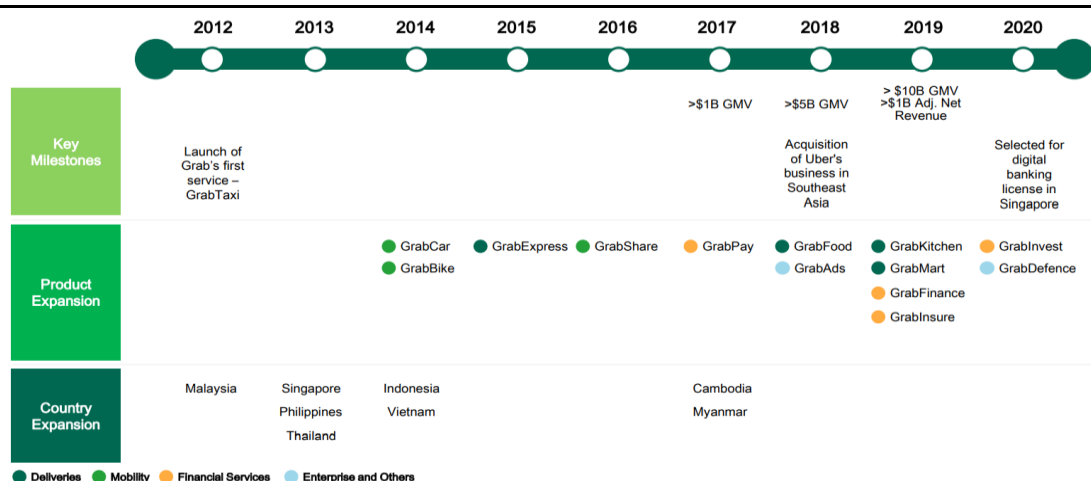 2012 2013 2014 2015 2016 2017 2018 2019 2020
Key
Milestones
Launch of
Grab's first
service –
GrabTaxi
>$1B GMV
>$5B GMV
Acquisition
of Uber's
business in
Southeast
Asia
> $10B GMV
>$1B Adj. Net
Revenue
Selected for
digital
banking
license in
Singapore
Product
Expansion
GrabCar
GrabBike
GrabExpress
GrabShare
GrabPay
GrabFood
GrabAds
GrabKitchen
GrabMart
GrabFinance
GrabInsure
GrabInvest
GrabDefence
Country
Expansion
Malaysia
Singapore
Philippines
Thailand
Indonesia
Vietnam
Cambodia
Myanmar
Deliveries Mobility Financial Services Enterprise and Others